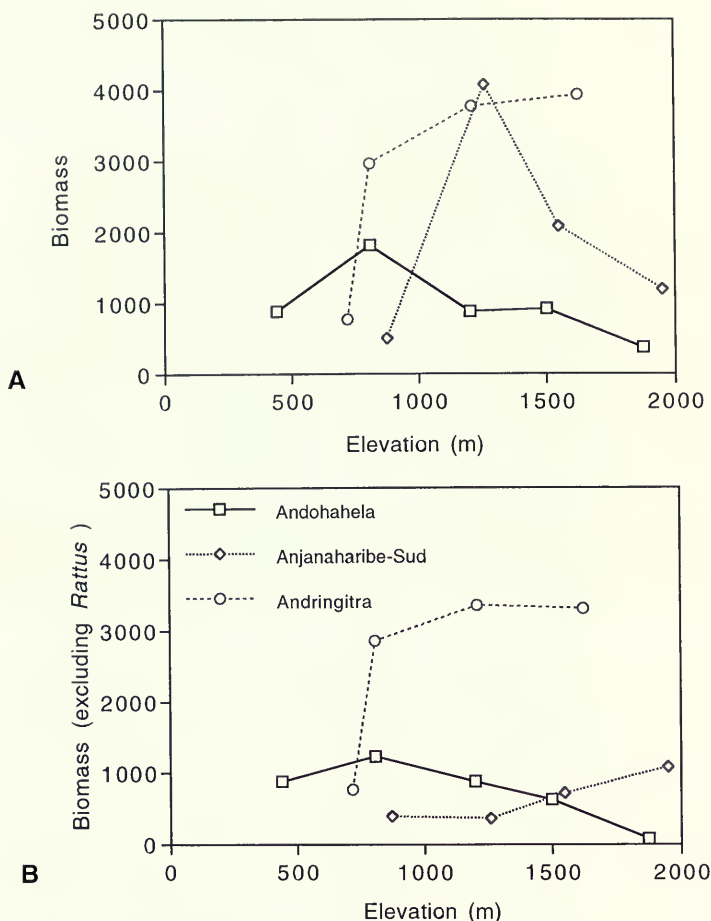 5000
4000
3000
2000
1000
0
Biomass
0 500 1000 1500 2000
Elevation (m)
A
5000
4000
3000
2000
1000
0
Biomass (excluding Rattus )
Andohahela
Anjanaharibe-Sud
Andringitra
0 500 1000 1500 2000
Elevation (m)
B